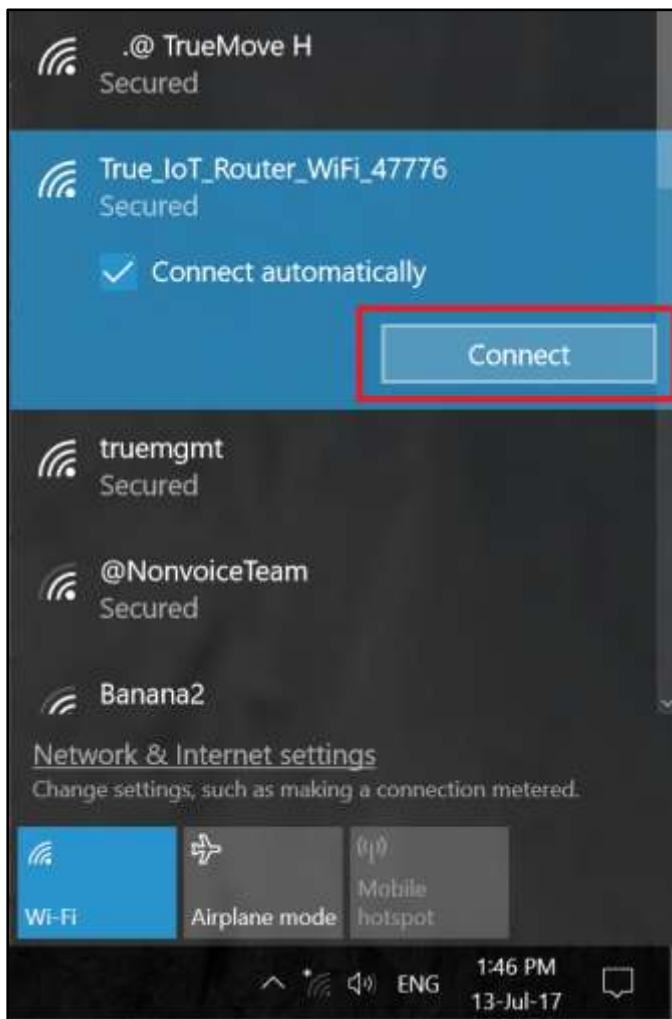 .@ TrueMove H
Secured
True_IoT_Router_WiFi_47776
Secured
Connect automatically
Connect
truemgmt
Secured
@NonvoiceTeam
Secured
Banana2
Network & Internet settings
Change settings, such as making a connection metered.
Wi-Fi
Airplane mode
Mobile
hotspot
ENG
1:46 PM
13-Jul-17